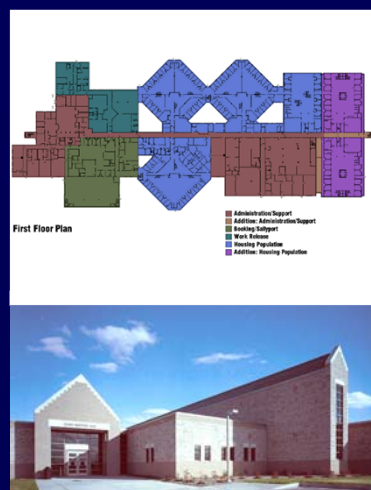 First Floor Plan
Administration/Support
Addition: Administration/Support
Booking/Sallyport
Work Release
Housing Population
Addition: Housing Population